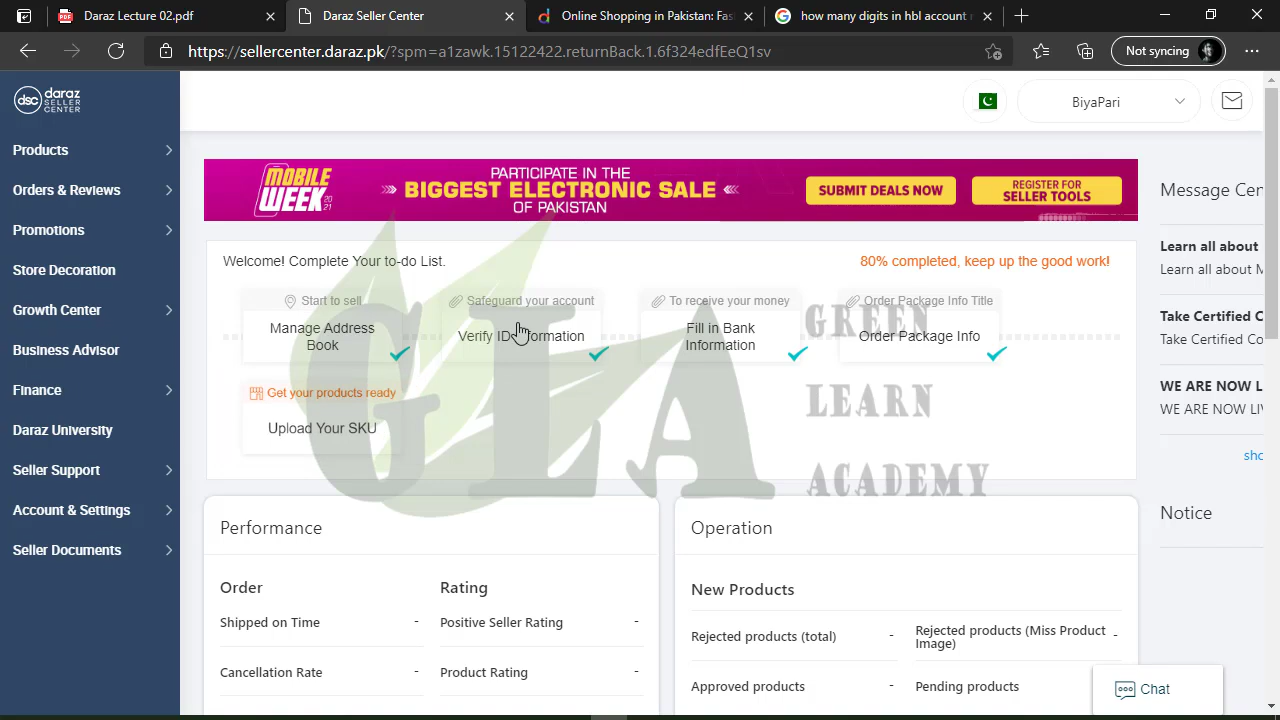 Daraz Lecture 02.pdf
Daraz Seller Center
Online Shopping in Pakistan: Fas
how many digits in hbl account
https://sellercenter.daraz.pk/?spm=a1zawk.15122422.returnBack.1.6f324edfEeQ1sv
Not syncing
dsc daraz SELLER CENTER
BiyaPari
Products
Orders & Reviews
Promotions
Store Decoration
Growth Center
Business Advisor
Finance
Daraz University
Seller Support
Account & Settings
Seller Documents
MOBILE WEEK 2021
PARTICIPATE IN THE
BIGGEST ELECTRONIC SALE
OF PAKISTAN
SUBMIT DEALS NOW
REGISTER FOR
SELLER TOOLS
Welcome! Complete Your to-do List.
80% completed, keep up the good work!
Start to sell
Manage Address
Book
Safeguard your account
Verify ID Information
To receive your money
Fill in Bank
Information
Order Package Info Title
Order Package Info
Get your products ready
Upload Your SKU
GLA
GREEN
LEARN
ACADEMY
Message Cen
Learn all about
Learn all about M
Take Certified C
Take Certified Co
WE ARE NOW L
WE ARE NOW LIV
sho
Notice
Performance
Order
Shipped on Time -
Cancellation Rate -
Rating
Positive Seller Rating -
Product Rating -
Operation
New Products
Rejected products (total) -
Rejected products (Miss Product
Image) -
Approved products -
Pending products
Chat